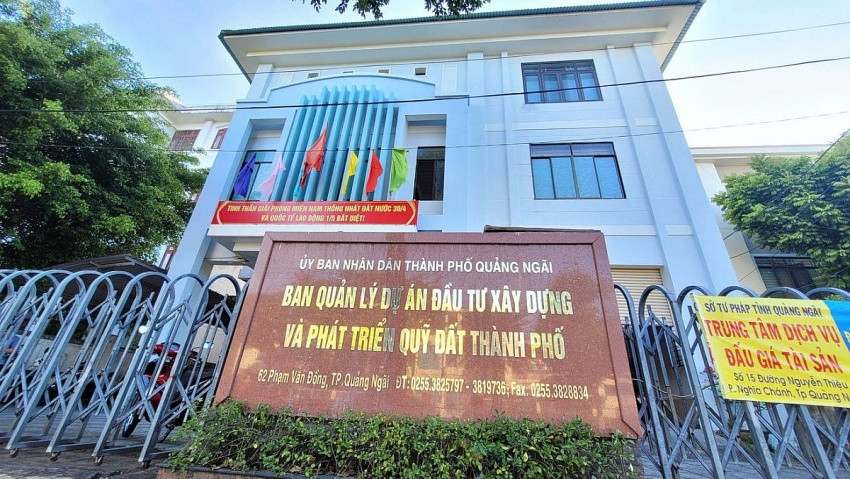 TINH THẦN GIẢI PHÓNG MIỀN NAM THỐNG NHẤT ĐẤT NƯỚC 30/4
VÀ QUỐC TẾ LAO ĐỘNG 1/5 BẤT DIỆT!
ỦY BAN NHÂN DÂN THÀNH PHỐ QUẢNG NGÃI
BAN QUẢN LÝ DỰ ÁN ĐẦU TƯ XÂY DỰNG
VÀ PHÁT TRIỂN QUỸ ĐẤT THÀNH PHỐ
62 Phạm Văn Đồng, TP.Quảng Ngãi ĐT: 0255.3825797 - 3819736; Fax. 0255.3828834
SỞ TƯ PHÁP TỈNH QUẢNG NGÃI
TRUNG TÂM DỊCH VỤ
ĐẤU GIÁ TÀI SẢN
Số 15 Đường Nguyễn Thiệu
P. Nghĩa Chánh, Tp Quảng N